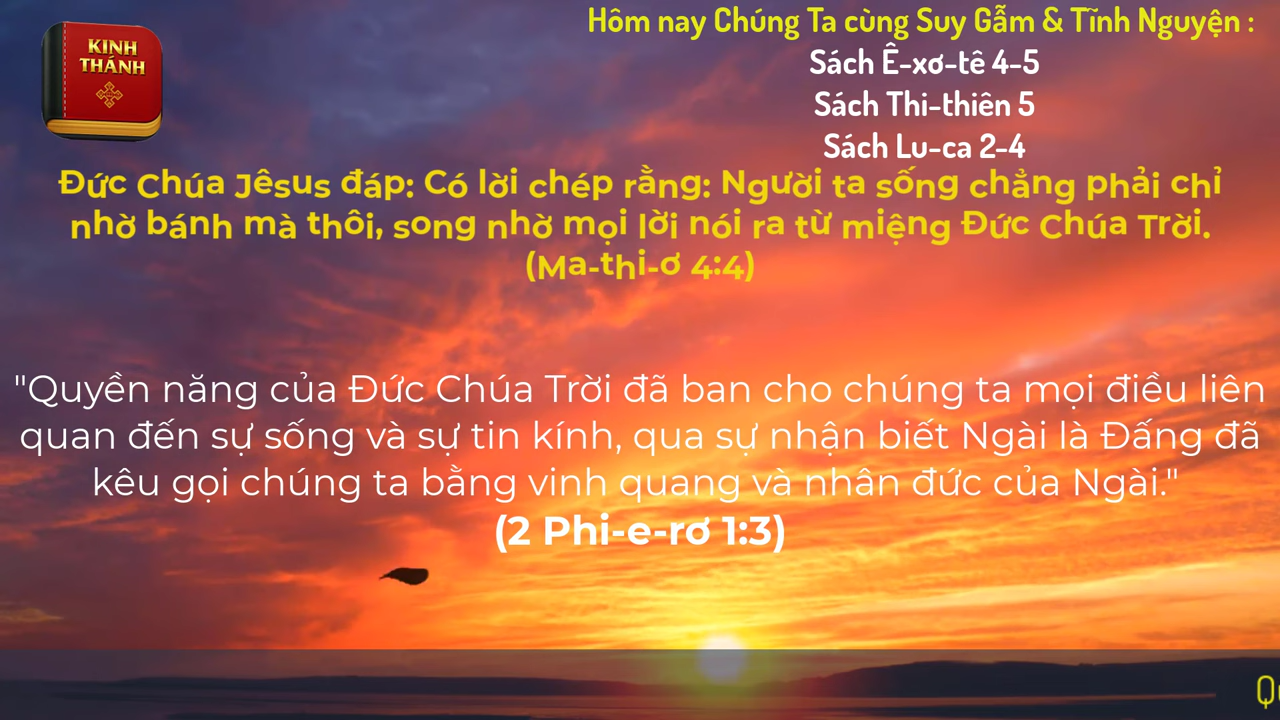 KINH
THÁNH
Hôm nay Chúng Ta cùng Suy Gẫm & Tĩnh Nguyện :
Sách Ê-xơ-tê 4-5
Sách Thi-thiên 5
Sách Lu-ca 2-4
Đức Chúa Jêsus đáp: Có lời chép rằng: Người ta sống chẳng phải chỉ
nhờ bánh mà thôi, song nhờ mọi lời nói ra từ miệng Đức Chúa Trời.
(Ma-thi-ơ 4:4)
"Quyền năng của Đức Chúa Trời đã ban cho chúng ta mọi điều liên
quan đến sự sống và sự tin kính, qua sự nhận biết Ngài là Đấng đã
kêu gọi chúng ta bằng vinh quang và nhân đức của Ngài."
(2 Phi-e-rơ 1:3)